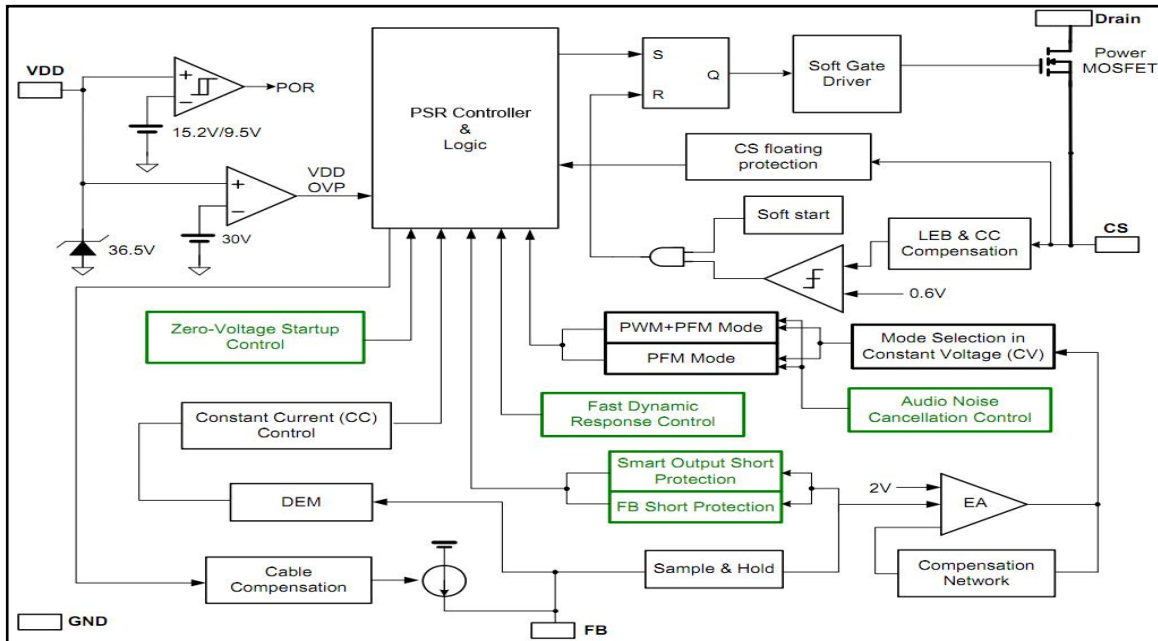 Drain
VDD
Power
MOSFET
S
R
Q
Soft Gate
Driver
PSR Controller
&
Logic
+
−
POR
15.2V/9.5V
CS floating
protection
VDD
OVP
+
−
30V
36.5V
Soft start
LEB & CC
Compensation
CS
0.6V
Zero-Voltage Startup
Control
PWM+PFM Mode
PFM Mode
Mode Selection in
Constant Voltage (CV)
Constant Current (CC)
Control
Fast Dynamic
Response Control
Audio Noise
Cancellation Control
Smart Output Short
Protection
FB Short Protection
DEM
2V
EA
Cable
Compensation
Sample & Hold
Compensation
Network
GND
FB